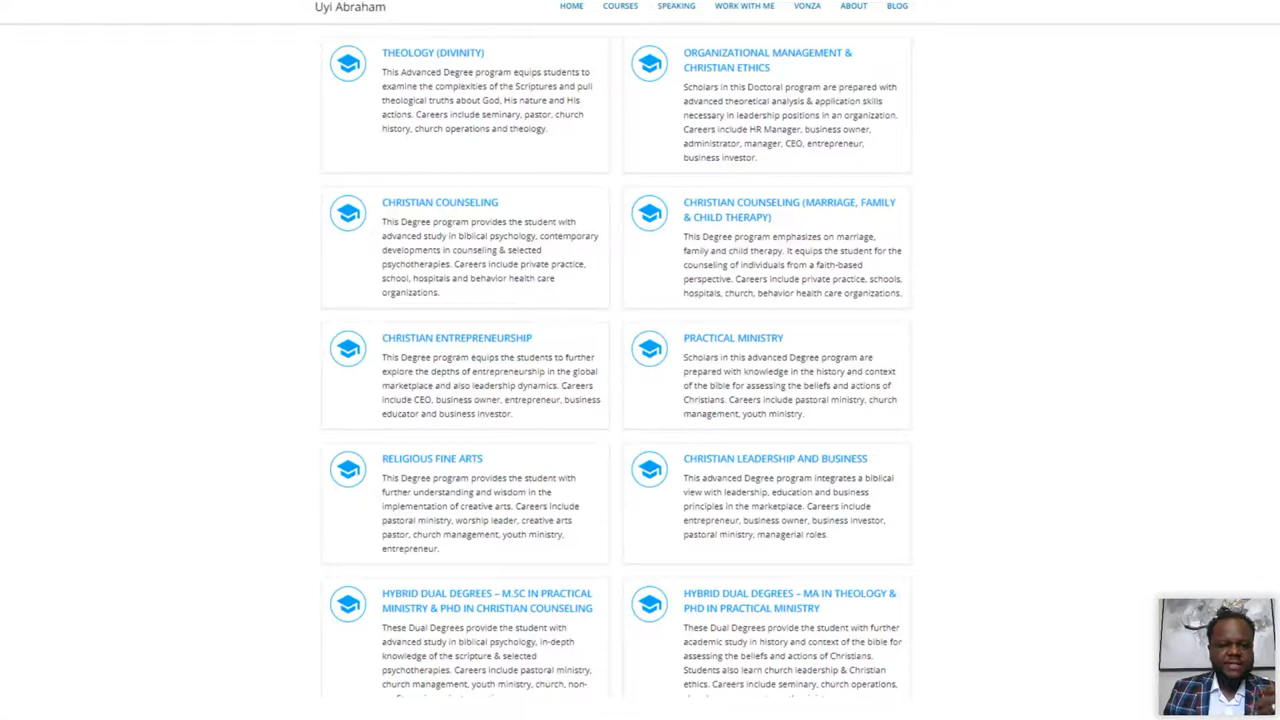 Uyi Abraham
HOME COURSES SPEAKING WORK WITH ME VONZA ABOUT BLOG
THEOLOGY (DIVINITY)
This Advanced Degree program equips students to
examine the complexities of the Scriptures and pull
theological truths about God, His nature and His
actions. Careers include seminary, pastor, church
history, church operations and theology.
ORGANIZATIONAL MANAGEMENT &
CHRISTIAN ETHICS
Scholars in this Doctoral program are prepared with
advanced theoretical analysis & application skills
necessary in leadership positions in an organization.
Careers include HR Manager, business owner,
administrator, manager, CEO, entrepreneur,
business investor.
CHRISTIAN COUNSELING
This Degree program provides the student with
advanced study in biblical psychology, contemporary
developments in counseling & selected
psychotherapies. Careers include private practice,
school, hospitals and behavior health care
organizations.
CHRISTIAN COUNSELING (MARRIAGE, FAMILY
& CHILD THERAPY)
This Degree program emphasizes on marriage,
family and child therapy. It equips the student for the
counseling of individuals from a faith-based
perspective. Careers include private practice, schools,
hospitals, church, behavior health care organizations.
CHRISTIAN ENTREPRENEURSHIP
This Degree program equips the students to further
explore the depths of entrepreneurship in the global
marketplace and also leadership dynamics. Careers
include CEO, business owner, entrepreneur, business
educator and business investor.
PRACTICAL MINISTRY
Scholars in this advanced Degree program are
prepared with knowledge in the history and context
of the bible for assessing the beliefs and actions of
Christians. Careers include pastoral ministry, church
management, youth ministry.
RELIGIOUS FINE ARTS
This Degree program provides the student with
further understanding and wisdom in the
implementation of creative arts. Careers include
pastoral ministry, worship leader, creative arts
pastor, church management, youth ministry,
entrepreneur.
CHRISTIAN LEADERSHIP AND BUSINESS
This advanced Degree program integrates a biblical
view with leadership, education and business
principles in the marketplace. Careers include
entrepreneur, business owner, business investor,
pastoral ministry, managerial roles.
HYBRID DUAL DEGREES – M.SC IN PRACTICAL
MINISTRY & PHD IN CHRISTIAN COUNSELING
These Dual Degrees provide the student with
advanced study in biblical psychology, in-depth
knowledge of the scripture & selected
psychotherapies. Careers include pastoral ministry,
church management, youth ministry, church, non-
HYBRID DUAL DEGREES – MA IN THEOLOGY &
PHD IN PRACTICAL MINISTRY
These Dual Degrees provide the student with further
academic study in history and context of the bible for
assessing the beliefs and actions of Christians.
Students also learn church leadership & Christian
ethics. Careers include seminary, church operations,